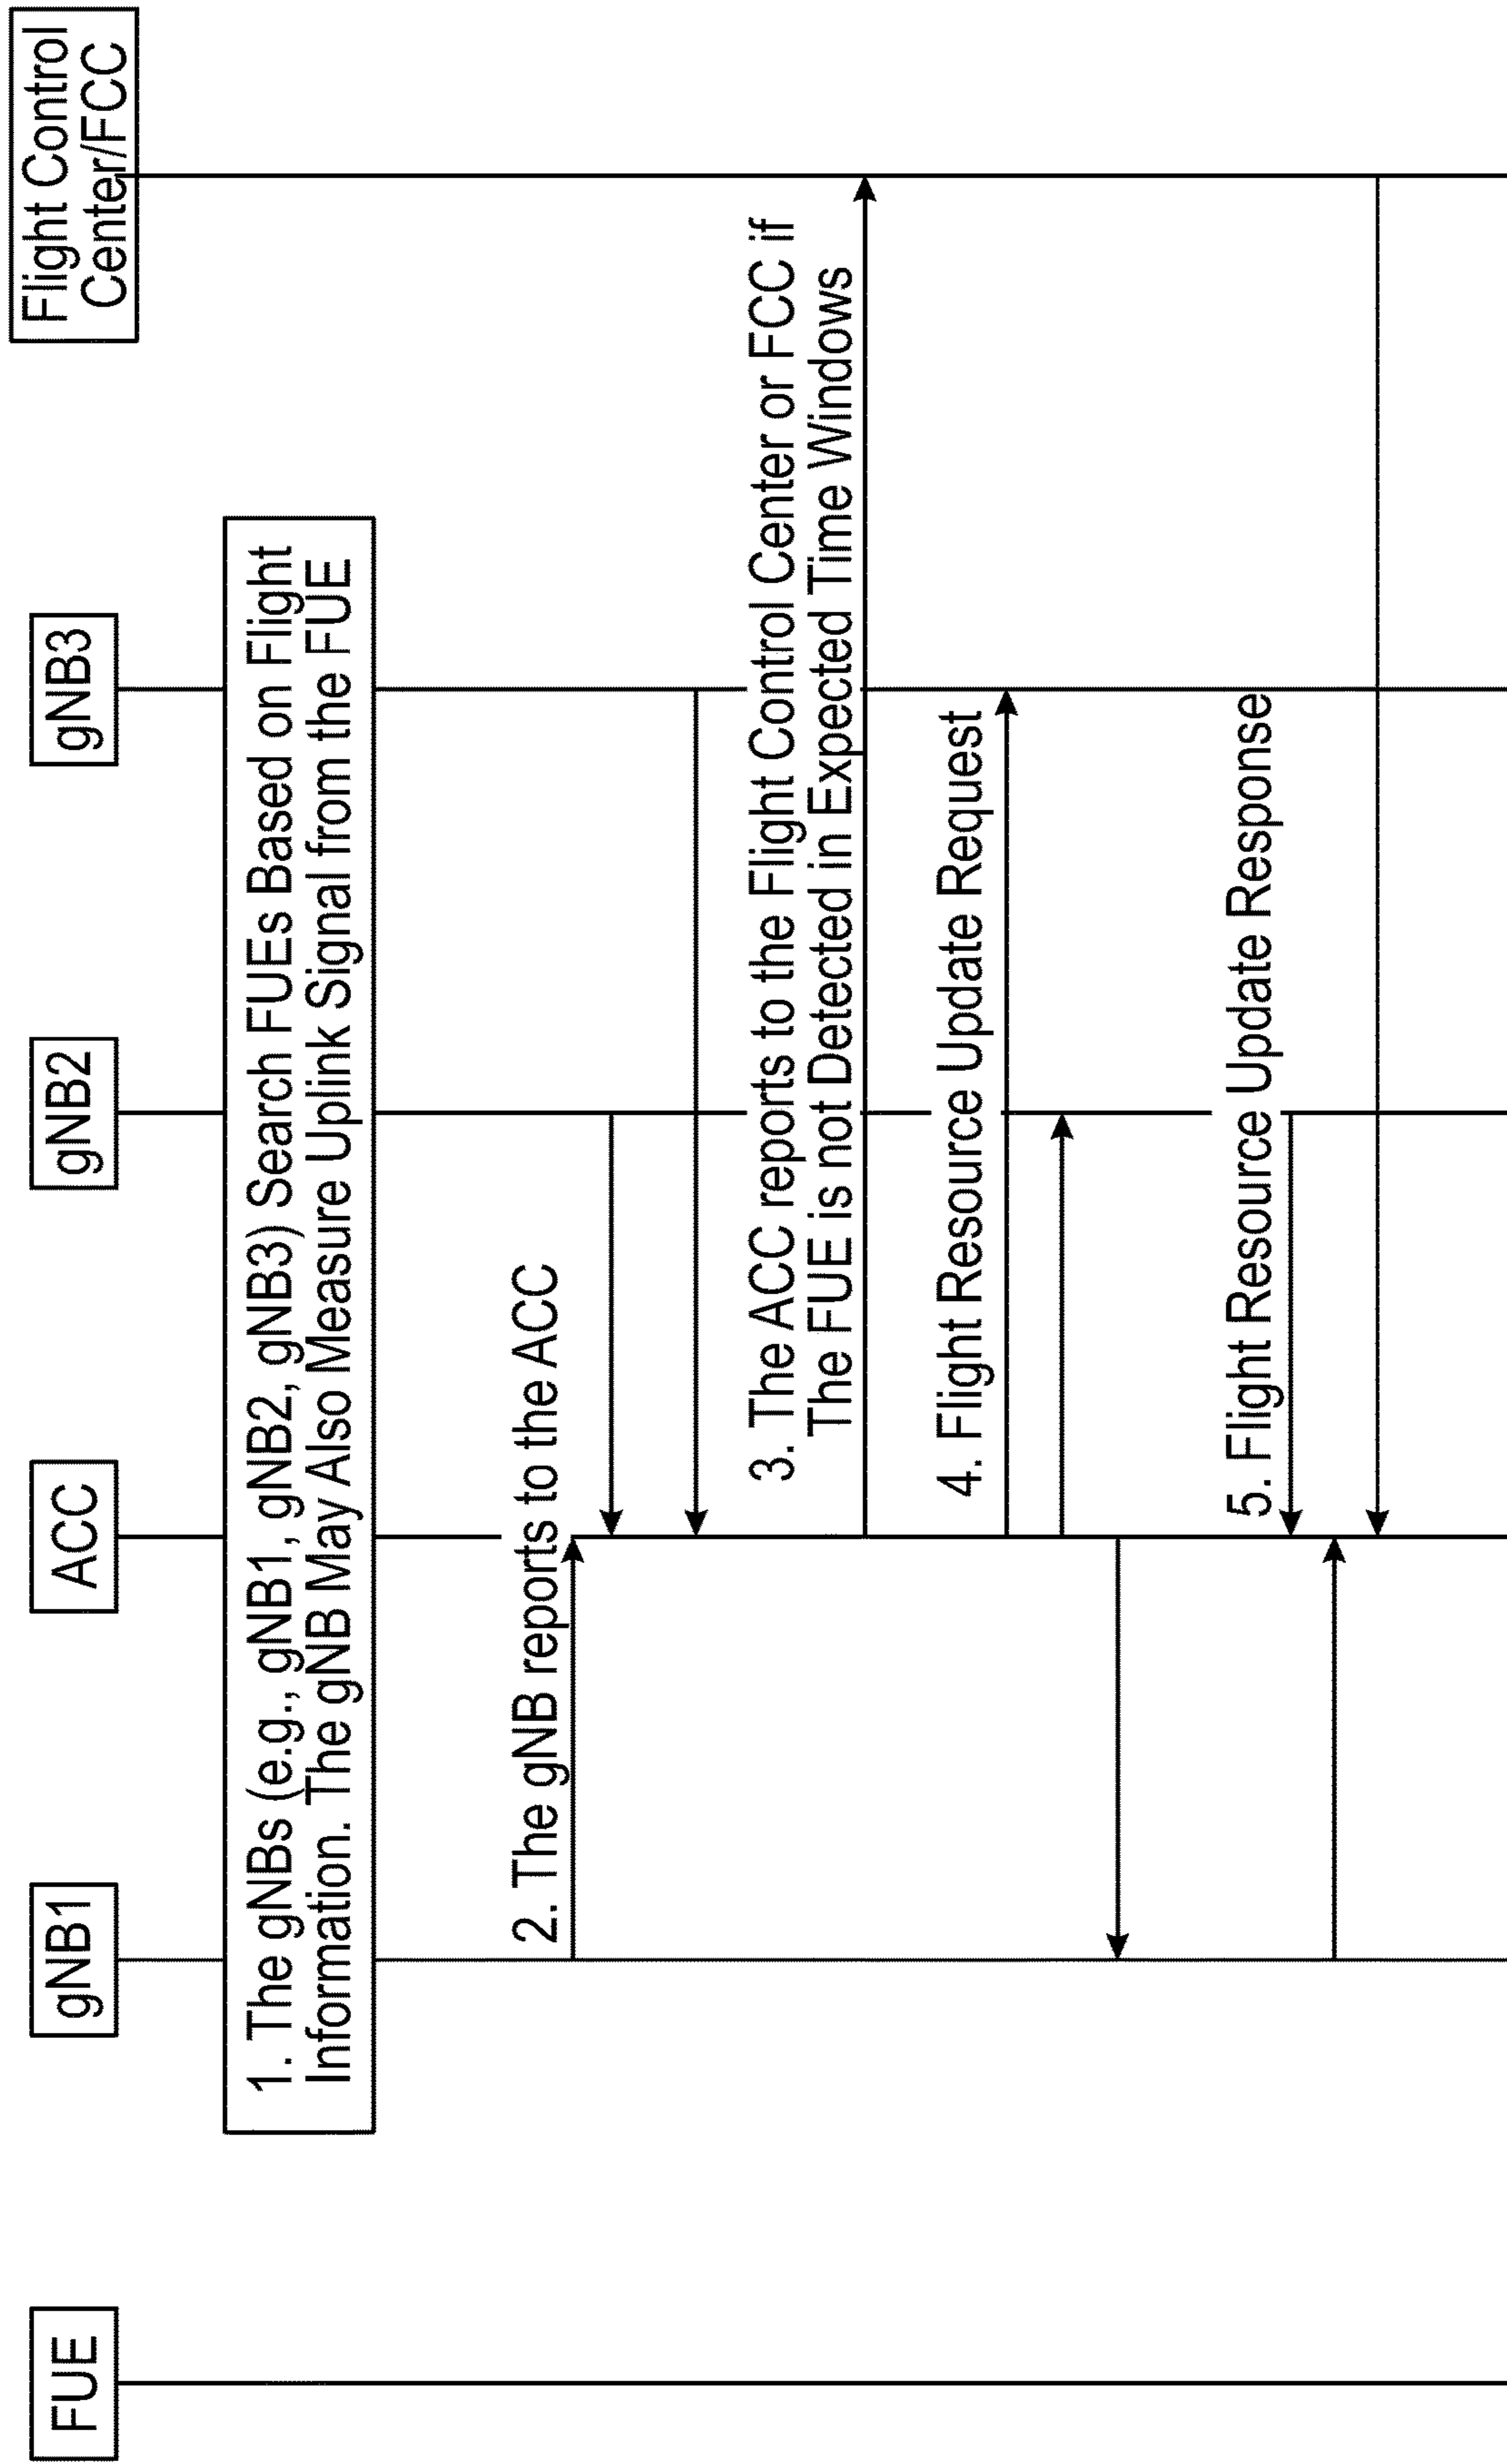 FUE
gNB1
ACC
gNB2
gNB3
Flight Control
Center/FCC
1. The gNBs (e.g., gNB1, gNB2, gNB3) Search FUEs Based on Flight
Information. The gNB May Also Measure Uplink Signal from the FUE
2. The gNB reports to the ACC
3. The ACC reports to the Flight Control Center or FCC if
The FUE is not Detected in Expected Time Windows
4. Flight Resource Update Request
5. Flight Resource Update Response